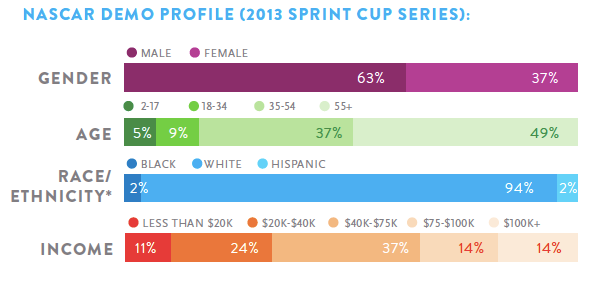 NASCAR DEMO PROFILE (2013 SPRINT CUP SERIES):
MALE FEMALE
GENDER 63% 37%
2-17 18-34 35-54 55+
AGE 5% 9% 37% 49%
BLACK WHITE HISPANIC
RACE/
ETHNICITY* 2% 94% 2%
LESS THAN $20K $20K-$40K $40K-$75K $75-$100K $100K+
INCOME 11% 24% 37% 14% 14%